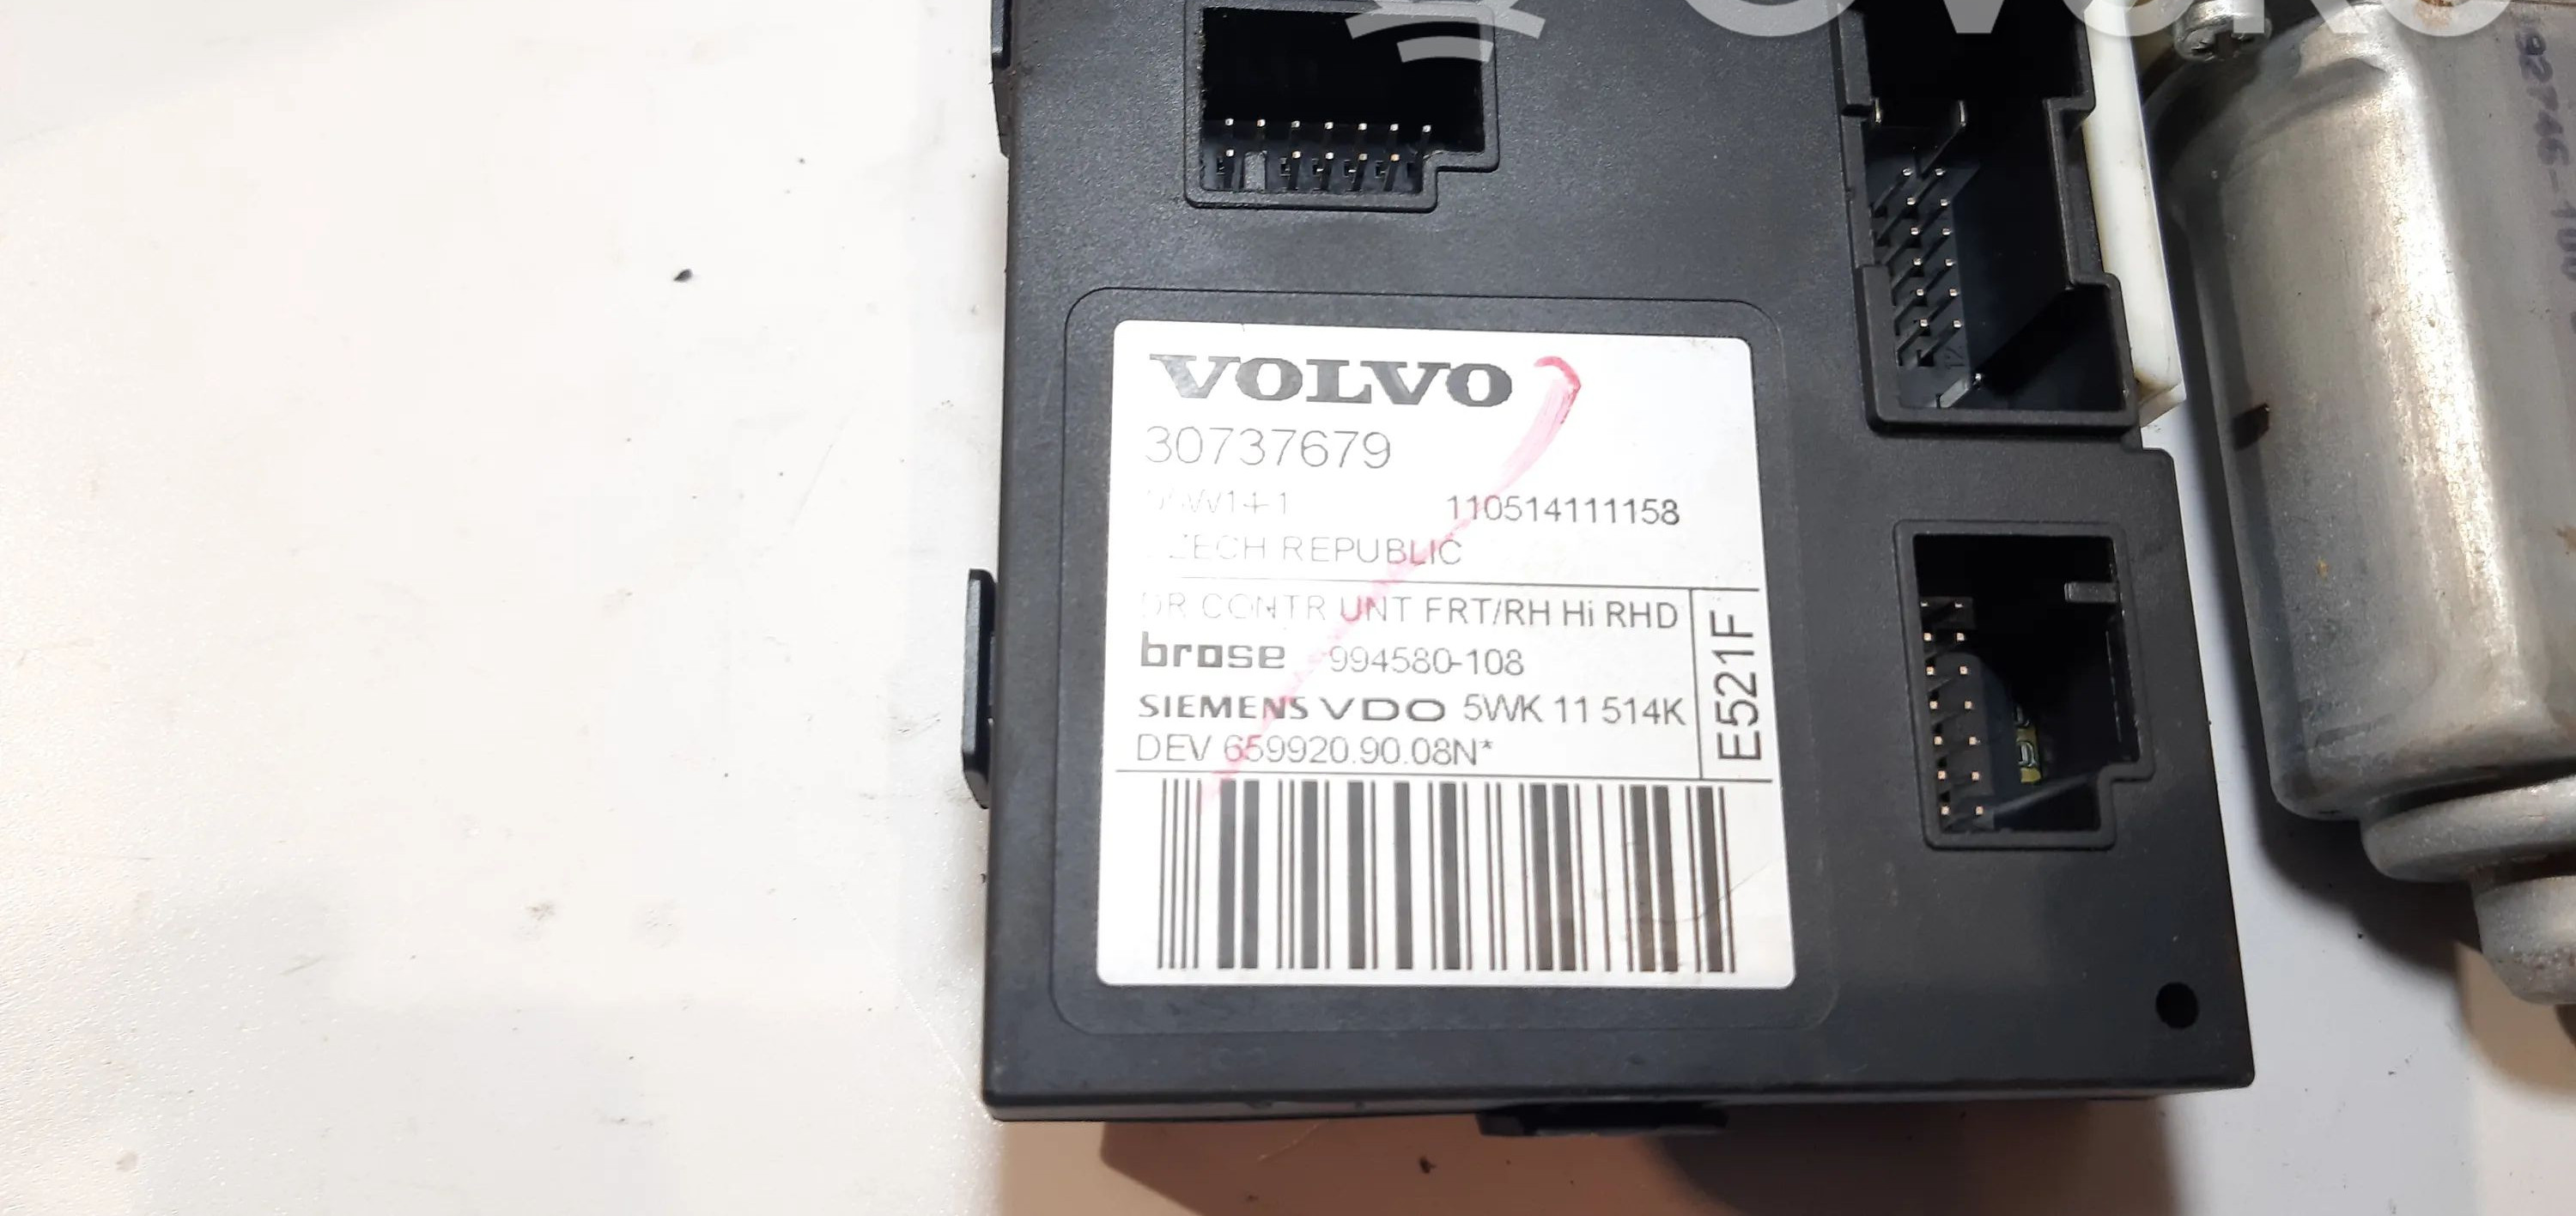 VOLVO
30737679
110514111158
REPUBLIC
CONTR UNT FRT/RH Hi RHD
brose 994580-108
SIEMENS VDO 5WK 11 514K
DEV 659920.90.08N*
E521F